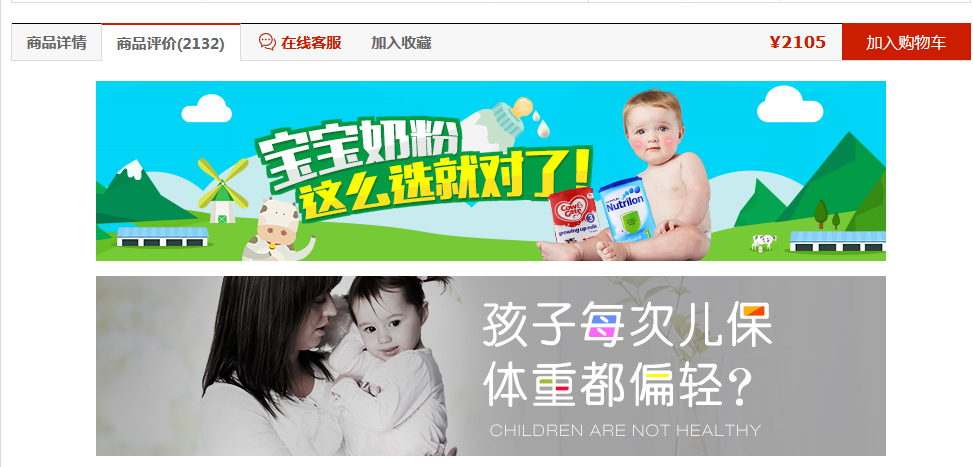 商品详情
商品评价(2132)
在线客服
加入收藏
¥2105
加入购物车
宝宝奶粉
这么选就对了!
COW & GATE
3
growing up milk
Nutrilon
1
孩子每次儿保
体重都偏轻?
CHILDREN ARE NOT HEALTHY